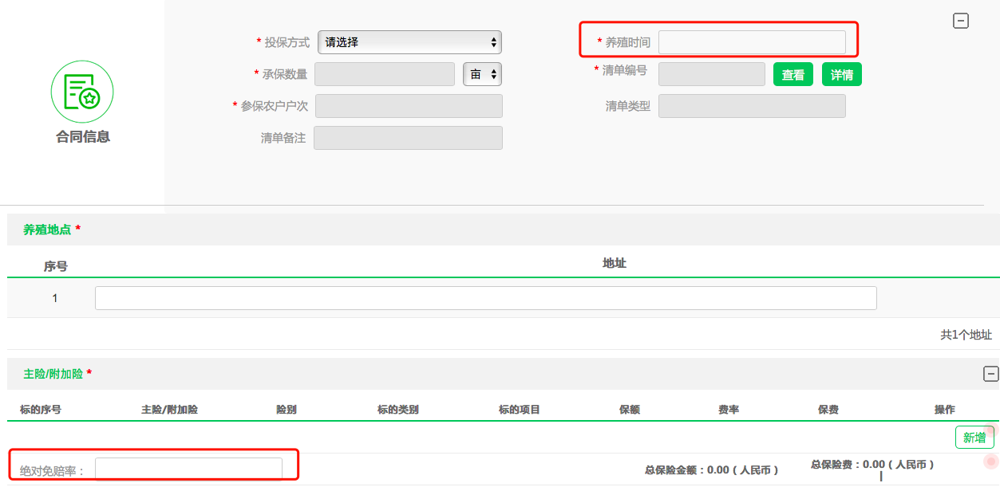 * 投保方式 请选择 * 养殖时间
* 承保数量 亩 * 清单编号 查看 详情
* 参保农户户次 清单类型
合同信息 清单备注
养殖地点 *
序号 地址
1
共1个地址
主险/附加险 *
标的序号 主险/附加险 险别 标的类别 标的项目 保额 费率 保费 操作
新增
绝对免赔率： 总保险金额：0.00（人民币） 总保险费：0.00（人民币）